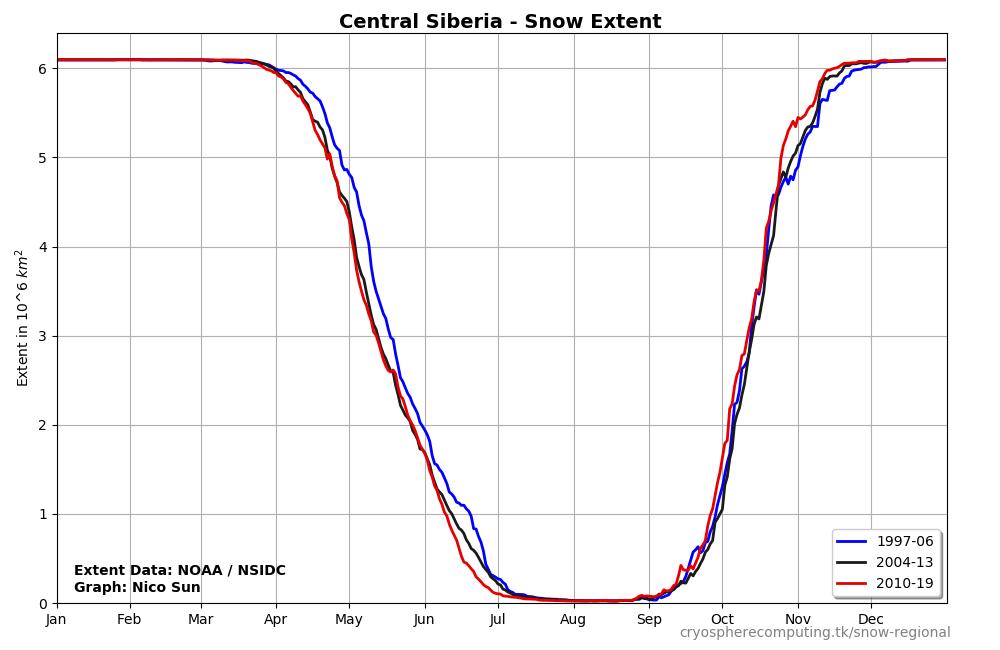 Central Siberia - Snow Extent
Extent in 10^6 km²
6
5
4
3
2
1
0
Extent Data: NOAA / NSIDC
Graph: Nico Sun
1997-06
2004-13
2010-19
Jan Feb Mar Apr May Jun Jul Aug Sep Oct Nov Dec
cryospherecomputing.tk/snow-regional